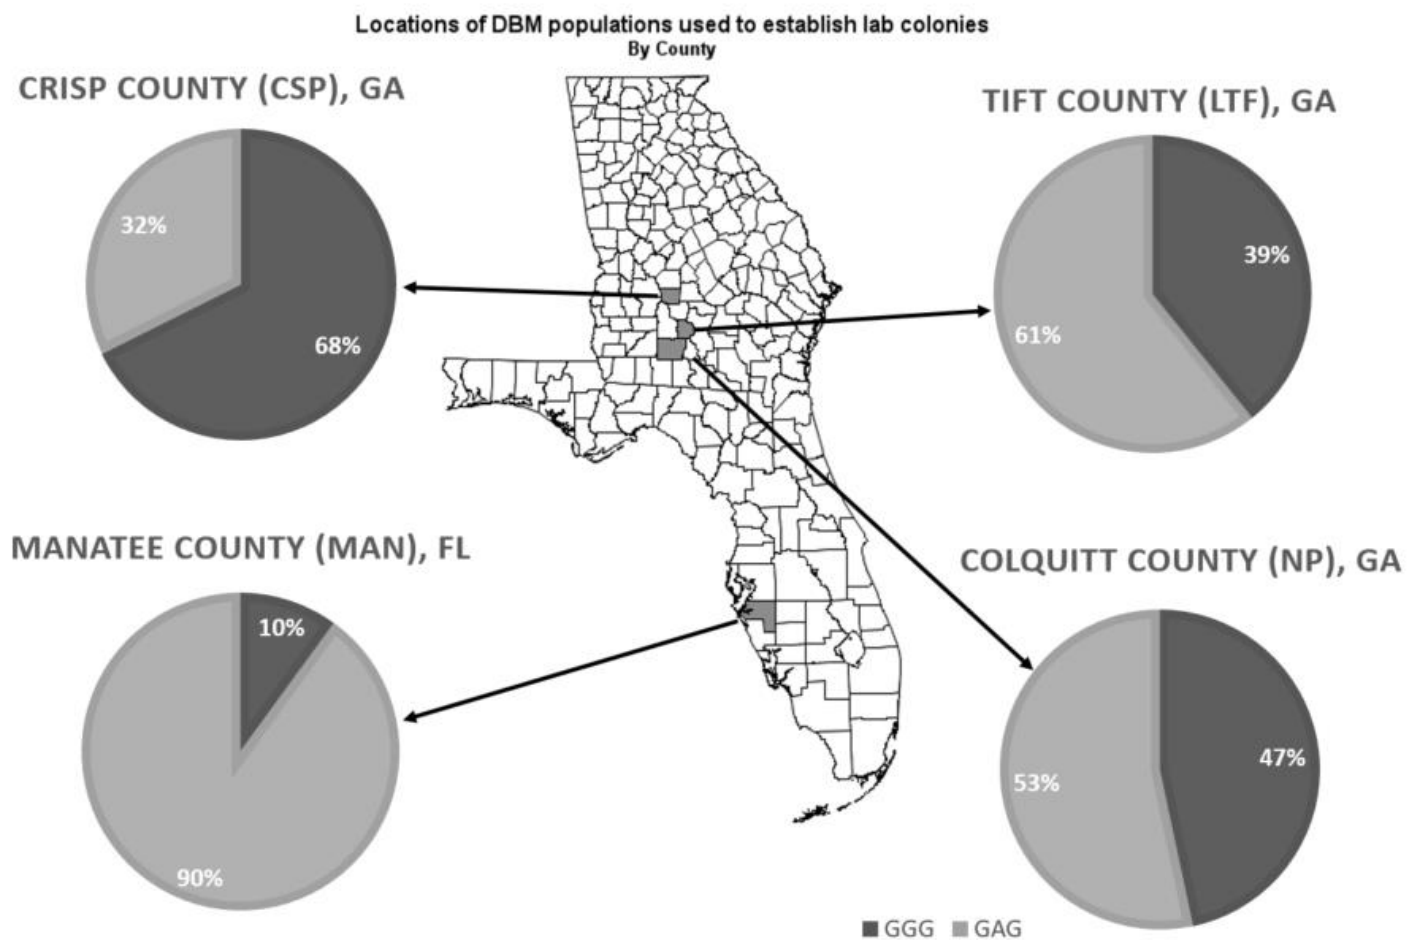 Locations of DBM populations used to establish lab colonies
By County
CRISP COUNTY (CSP), GA
32%
68%
TIFT COUNTY (LTF), GA
39%
61%
MANATEE COUNTY (MAN), FL
10%
90%
COLQUITT COUNTY (NP), GA
47%
53%
GGG GAG